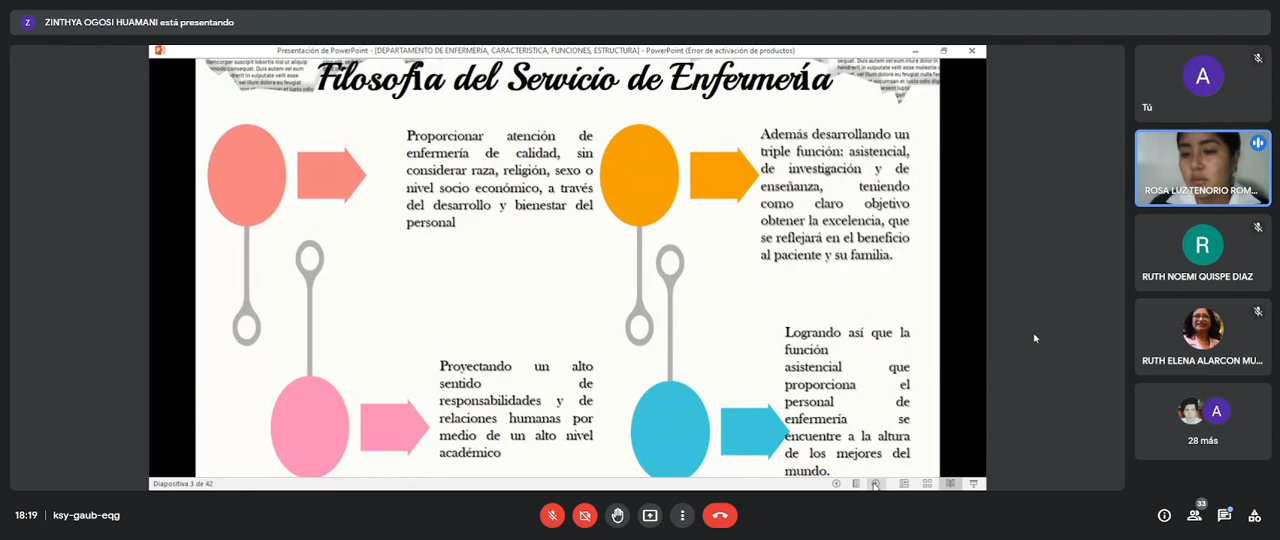 Z ZINTHYA OGOSI HUAMANI está presentando
Presentación de PowerPoint - [DEPARTAMENTO DE ENFERMERÍA, CARACTERISTICA, FUNCIONES, ESTRUCTURA] - PowerPoint (Error de activación de productos)
Filosofía del Servicio de Enfermería
Proporcionar atención de
enfermería de calidad, sin
considerar raza, religión, sexo o
nivel socio económico, a través
del desarrollo y bienestar del
personal
Además desarrollando un
triple función: asistencial,
de investigación y de
enseñanza, teniendo
como claro objetivo
obtener la excelencia, que
se reflejará en el beneficio
al paciente y su familia.
Proyectando un alto
sentido de
responsabilidades y de
relaciones humanas por
medio de un alto nivel
académico
Logrando así que la
función
asistencial que
proporciona el
personal de
enfermería se
encuentre a la altura
de los mejores del
mundo.
Diapositiva 3 de 42
A
Tú
ROSA LUZ TENORIO ROM...
R
RUTH NOEMI QUISPE DIAZ
RUTH ELENA ALARCON MU...
A
28 más
18:19 | ksy-gaub-eqg
33